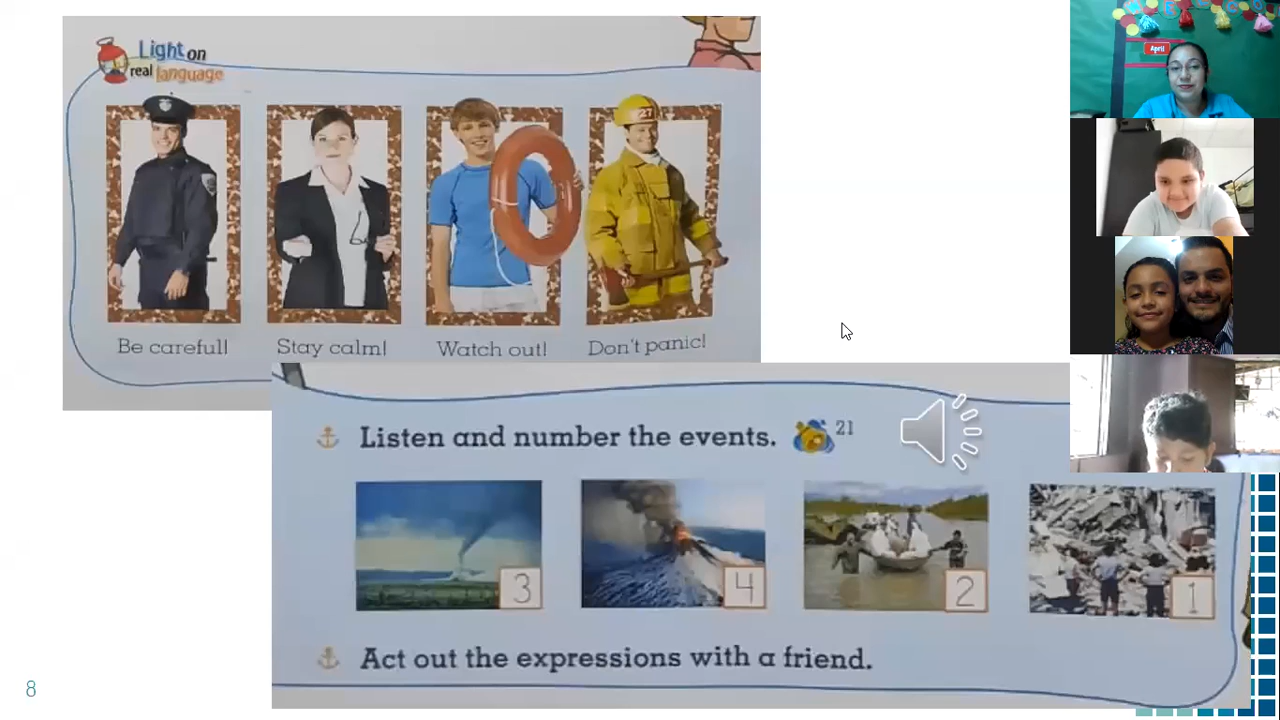 Light on
real language
27
Be careful!
Stay calm!
Watch out!
Don't panic!
Listen and number the events.
21
3
4
2
1
Act out the expressions with a friend.
8
April